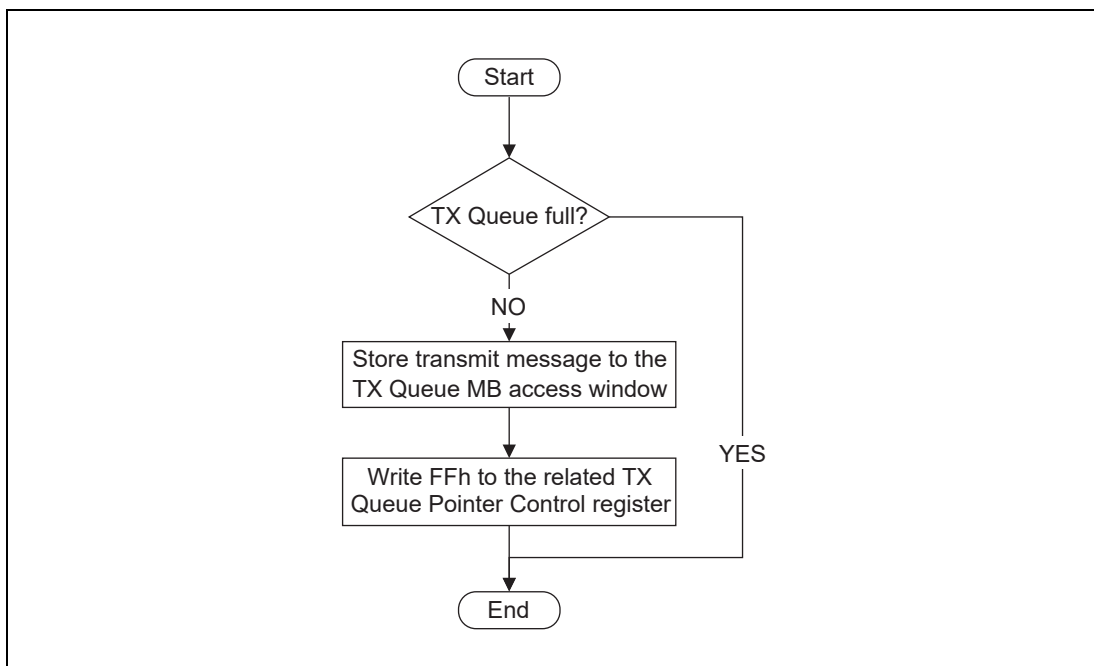 Start
TX Queue full?
NO
Store transmit message to the
TX Queue MB access window
YES
Write FFh to the related TX
Queue Pointer Control register
End